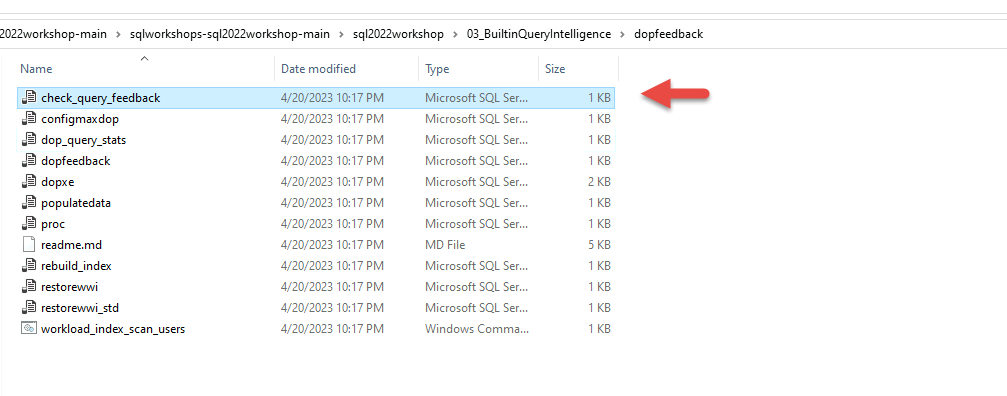 l2022workshop-main > sqlworkshops-sql2022workshop-main > sql2022workshop > 03_BuiltinQueryIntelligence > dopfeedback
Name Date modified Type Size
check_query_feedback 4/20/2023 10:17 PM Microsoft SQL Ser... 1 KB
configmaxdop 4/20/2023 10:17 PM Microsoft SQL Ser... 1 KB
dop_query_stats 4/20/2023 10:17 PM Microsoft SQL Ser... 1 KB
dopfeedback 4/20/2023 10:17 PM Microsoft SQL Ser... 1 KB
dopxe 4/20/2023 10:17 PM Microsoft SQL Ser... 2 KB
populatedata 4/20/2023 10:17 PM Microsoft SQL Ser... 1 KB
proc 4/20/2023 10:17 PM Microsoft SQL Ser... 1 KB
readme.md 4/20/2023 10:17 PM MD File 5 KB
rebuild_index 4/20/2023 10:17 PM Microsoft SQL Ser... 1 KB
restorewwi 4/20/2023 10:17 PM Microsoft SQL Ser... 1 KB
restorewwi_std 4/20/2023 10:17 PM Microsoft SQL Ser... 1 KB
workload_index_scan_users 4/20/2023 10:17 PM Windows Comma... 1 KB